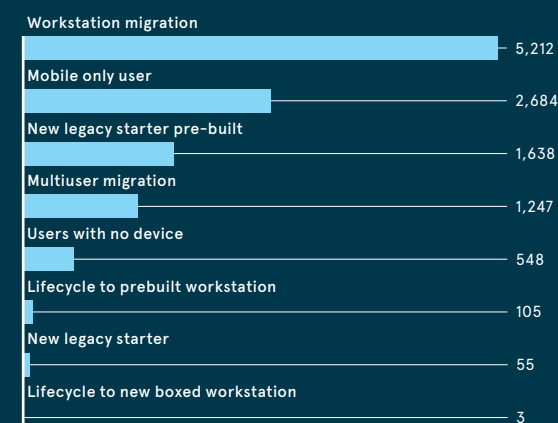 Workstation migration
5,212
Mobile only user
2,684
New legacy starter pre-built
1,638
Multiuser migration
1,247
Users with no device
548
Lifecycle to prebuilt workstation
105
New legacy starter
55
Lifecycle to new boxed workstation
3